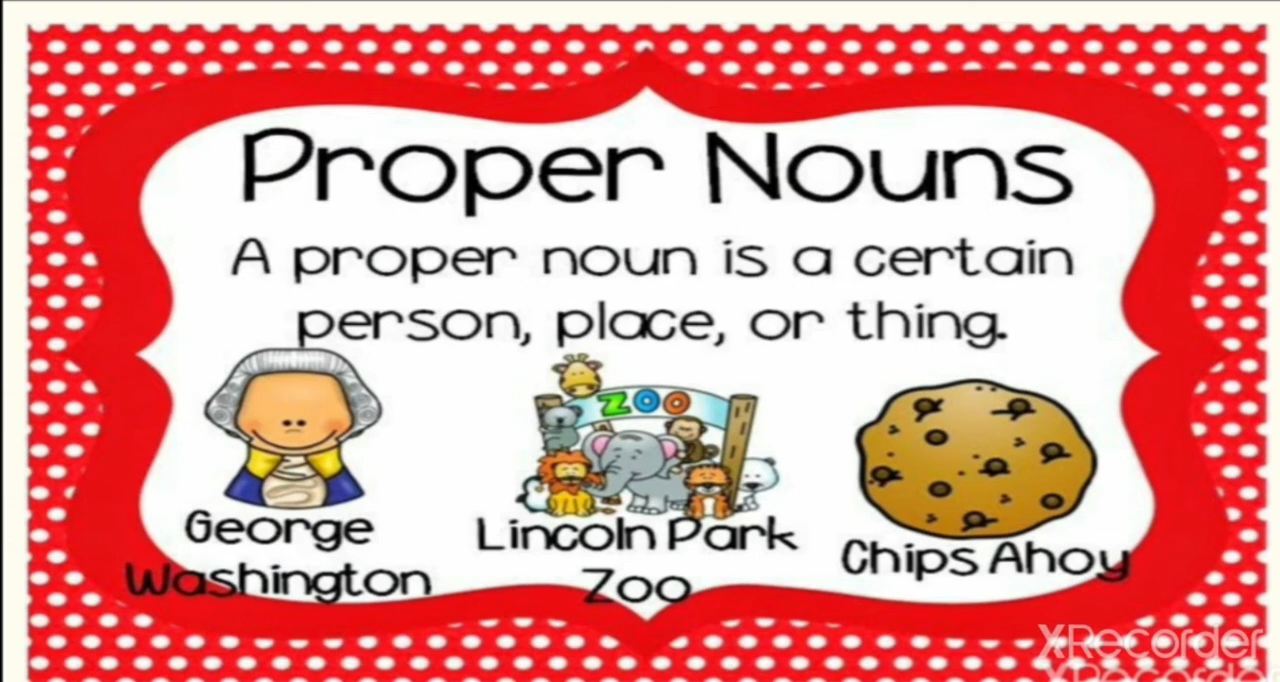 Proper Nouns
A proper noun is a certain
person, place, or thing.
ZOO
George
Washington
Lincoln Park
Zoo
Chips Ahoy
XRecorder
XRecorder